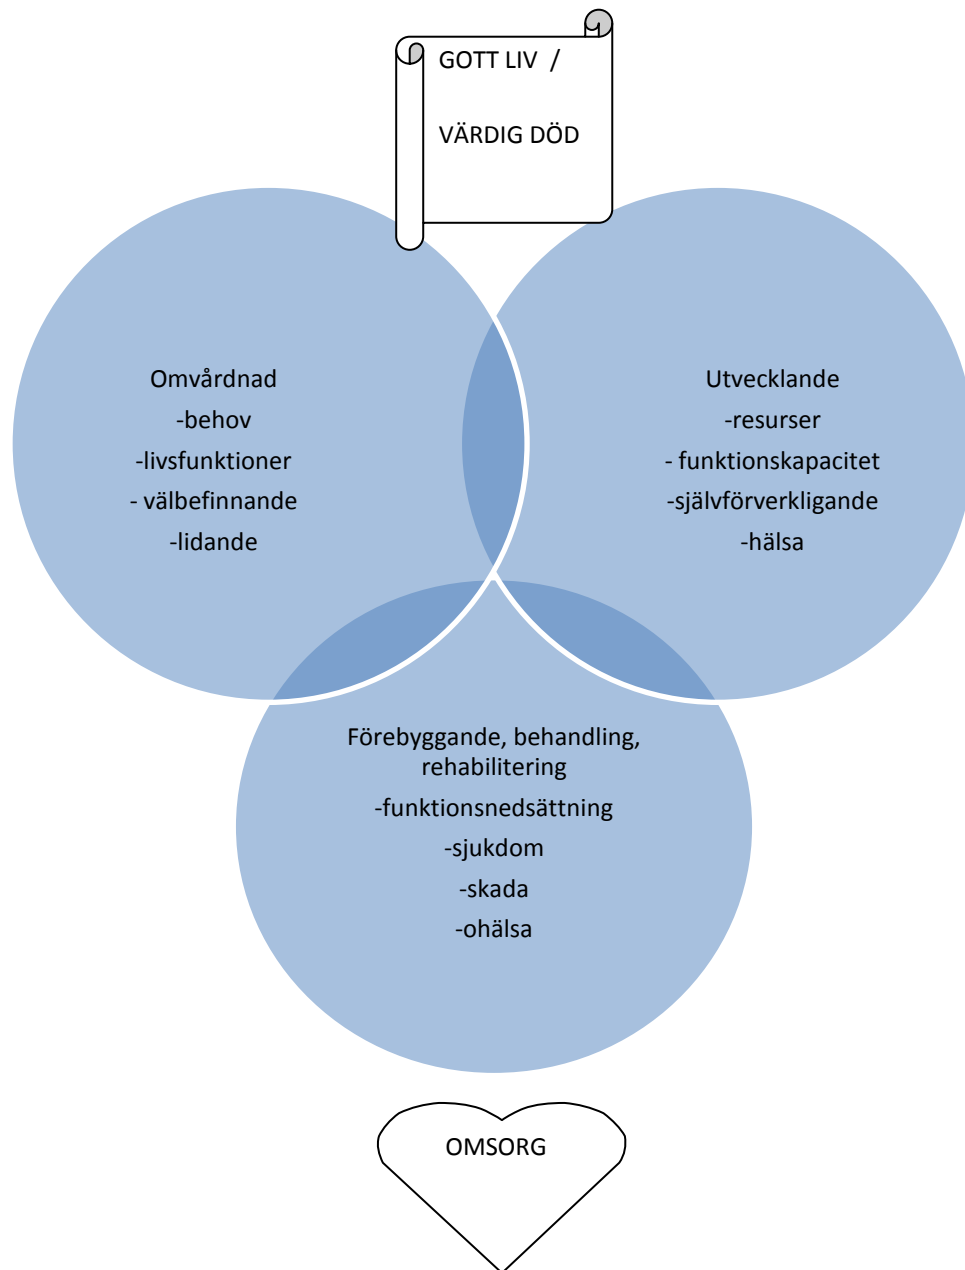 GOTT LIV /
VÄRDIG DÖD
Omvårdnad
-behov
-livsfunktioner
- välbefinnande
-lidande
Utvecklande
-resurser
- funktionskapacitet
-självförverkligande
-hälsa
Förebyggande, behandling,
rehabilitering
-funktionsnedsättning
-sjukdom
-skada
-ohälsa
OMSORG